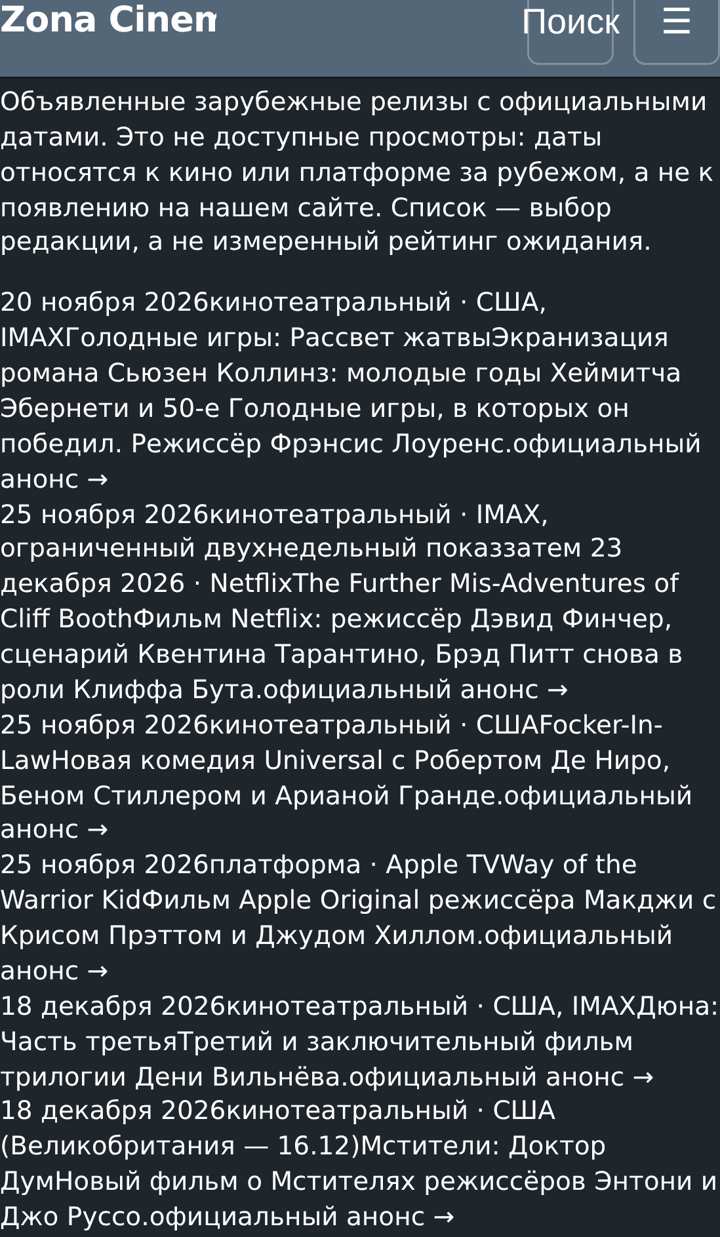 Zona Cinem
Поиск ☰
Объявленные зарубежные релизы с официальными
датами. Это не доступные просмотры: даты
относятся к кино или платформе за рубежом, а не к
появлению на нашем сайте. Список — выбор
редакции, а не измеренный рейтинг ожидания.
20 ноября 2026кинотеатральный · США,
IMAXГолодные игры: Рассвет жатвыЭкранизация
романа Сьюзен Коллинз: молодые годы Хеймитча
Эбернети и 50-е Голодные игры, в которых он
победил. Режиссёр Фрэнсис Лоуренс.официальный
анонс →
25 ноября 2026кинотеатральный · IMAX,
ограниченный двухнедельный показзатем 23
декабря 2026 · NetflixThe Further Mis-Adventures of
Cliff BoothФильм Netflix: режиссёр Дэвид Финчер,
сценарий Квентина Тарантино, Брэд Питт снова в
роли Клиффа Бута.официальный анонс →
25 ноября 2026кинотеатральный · СШАFocker-In-
LawНовая комедия Universal с Робертом Де Ниро,
Беном Стиллером и Арианой Гранде.официальный
анонс →
25 ноября 2026платформа · Apple TVWay of the
Warrior KidФильм Apple Original режиссёра Макджи с
Крисом Прэттом и Джудом Хиллом.официальный
анонс →
18 декабря 2026кинотеатральный · США, IMAXДюна:
Часть третьяТретий и заключительный фильм
трилогии Дени Вильнёва.официальный анонс →
18 декабря 2026кинотеатральный · США
(Великобритания — 16.12)Мстители: Доктор
ДумНовый фильм о Мстителях режиссёров Энтони и
Джо Руссо.официальный анонс →